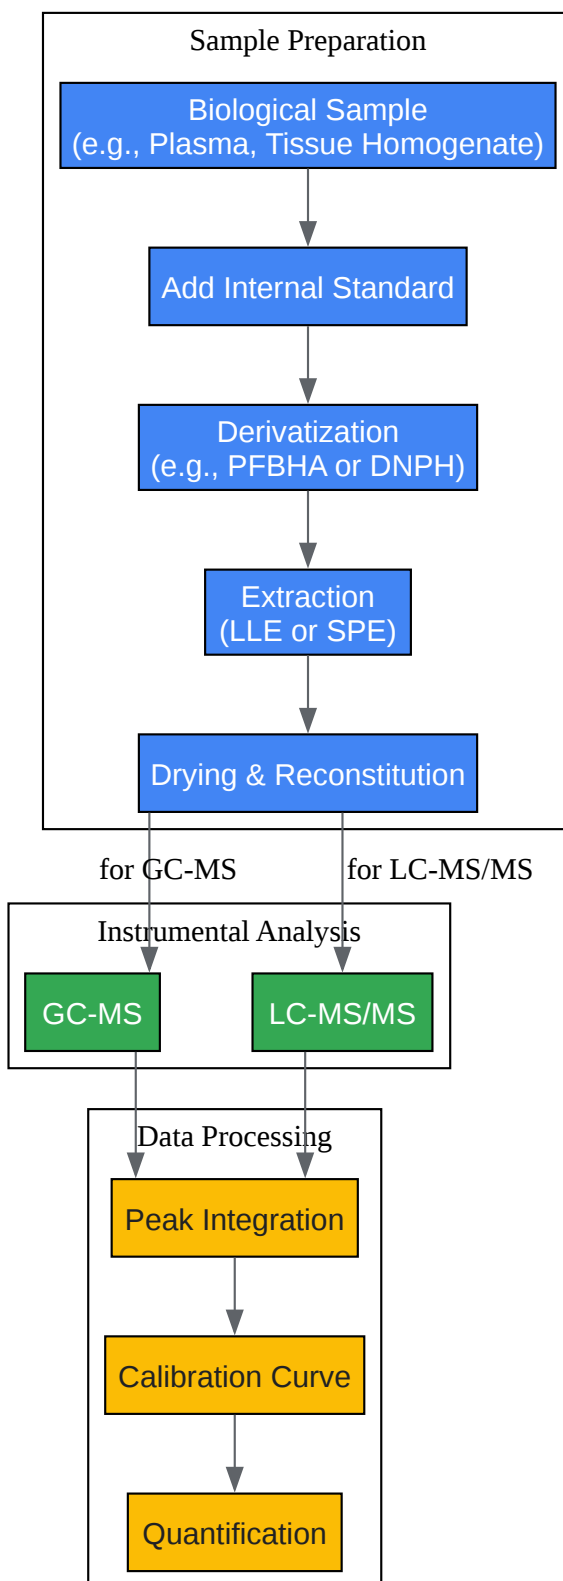 Sample Preparation
Biological Sample
(e.g., Plasma, Tissue Homogenate)
Add Internal Standard
Derivatization
(e.g., PFBHA or DNPH)
Extraction
(LLE or SPE)
Drying & Reconstitution
for GC-MS
for LC-MS/MS
Instrumental Analysis
GC-MS
LC-MS/MS
Data Processing
Peak Integration
Calibration Curve
Quantification